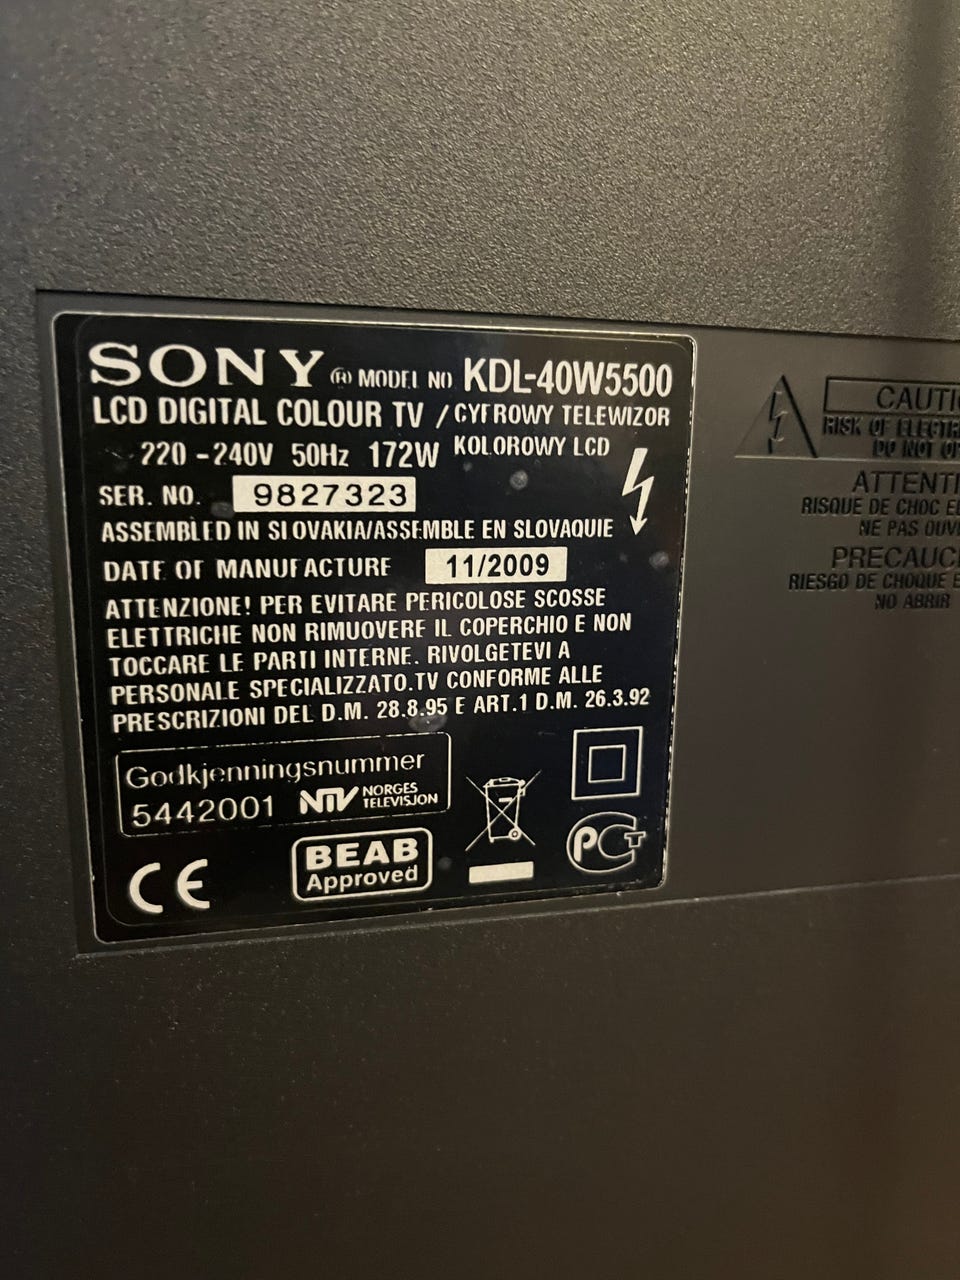 SONY ® MODEL NO KDL-40W5500
LCD DIGITAL COLOUR TV / CYFROWY TELEWIZOR
KOLOROWY LCD
220 - 240V 50Hz 172W
SER. NO. 9827323
ASSEMBLED IN SLOVAKIA/ASSEMBLE EN SLOVAQUIE
DATE OF MANUFACTURE 11/2009
ATTENZIONE! PER EVITARE PERICOLOSE SCOSSE
ELETTRICHE NON RIMUOVERE IL COPERCHIO E NON
TOCCARE LE PARTI INTERNE. RIVOLGETEVI A
PERSONALE SPECIALIZZATO.TV CONFORME ALLE
PRESCRIZIONI DEL D.M. 28.8.95 E ART.1 D.M. 26.3.92
Godkjenningsnummer
5442001 NTV NORGES
TELEVISJON
CE
BEAB
Approved
PCT
RISK OF
DO NOT
RISQUE DE CHOC
NE PAS
RIESGO DE CHOQUE
NO ABRIR